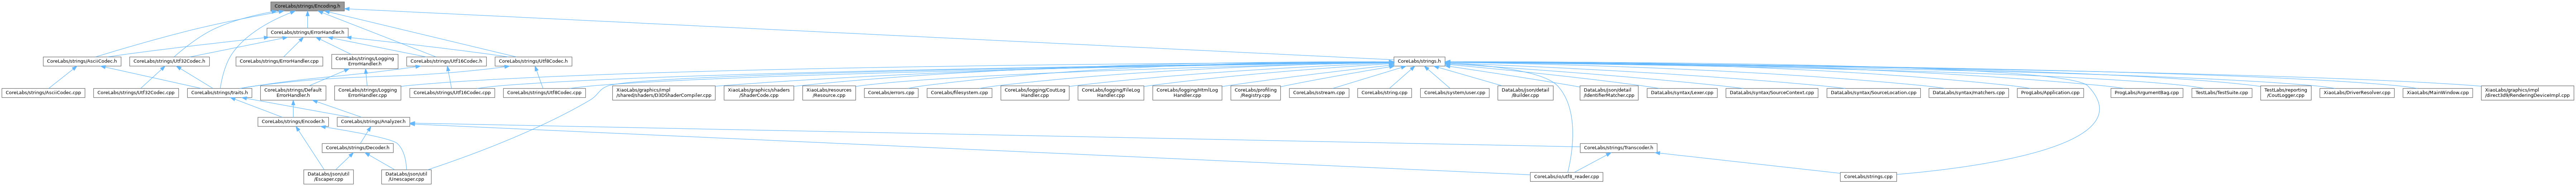 CoreLabs/strings/Encoding.h
CoreLabs/strings/ErrorHandler.h
CoreLabs/strings/AsciiCodec.h
CoreLabs/strings/Utf32Codec.h
CoreLabs/strings/ErrorHandler.cpp
CoreLabs/strings/Logging
ErrorHandler.h
CoreLabs/strings/Utf16Codec.h
CoreLabs/strings/Utf8Codec.h
CoreLabs/strings.h
CoreLabs/strings/AsciiCodec.cpp
CoreLabs/strings/Utf32Codec.cpp
CoreLabs/strings/traits.h
CoreLabs/strings/Default
ErrorHandler.h
CoreLabs/strings/Logging
ErrorHandler.cpp
CoreLabs/strings/Utf16Codec.cpp
CoreLabs/strings/Utf8Codec.cpp
XiaoLabs/graphics/impl
/shared/shaders/D3DShaderCompiler.cpp
XiaoLabs/graphics/shaders
/ShaderCode.cpp
XiaoLabs/resources
/Resource.cpp
CoreLabs/errors.cpp
CoreLabs/filesystem.cpp
CoreLabs/logging/CoutLog
Handler.cpp
CoreLabs/logging/FileLog
Handler.cpp
CoreLabs/logging/HtmlLog
Handler.cpp
CoreLabs/profiling
/Registry.cpp
CoreLabs/sstream.cpp
CoreLabs/string.cpp
CoreLabs/system/user.cpp
DataLabs/json/detail
/Builder.cpp
DataLabs/json/detail
/IdentifierMatcher.cpp
DataLabs/syntax/Lexer.cpp
DataLabs/syntax/SourceContext.cpp
DataLabs/syntax/SourceLocation.cpp
DataLabs/syntax/matchers.cpp
ProgLabs/Application.cpp
ProgLabs/ArgumentBag.cpp
TestLabs/TestSuite.cpp
TestLabs/reporting
/CoutLogger.cpp
XiaoLabs/DriverResolver.cpp
XiaoLabs/MainWindow.cpp
XiaoLabs/graphics/impl
/direct3d9/RenderingDeviceImpl.cpp
CoreLabs/strings/Encoder.h
CoreLabs/strings/Analyzer.h
CoreLabs/strings/Decoder.h
CoreLabs/strings/Transcoder.h
DataLabs/json/util
/Escaper.cpp
DataLabs/json/util
/Unescaper.cpp
CoreLabs/io/utf8_reader.cpp
CoreLabs/strings.cpp